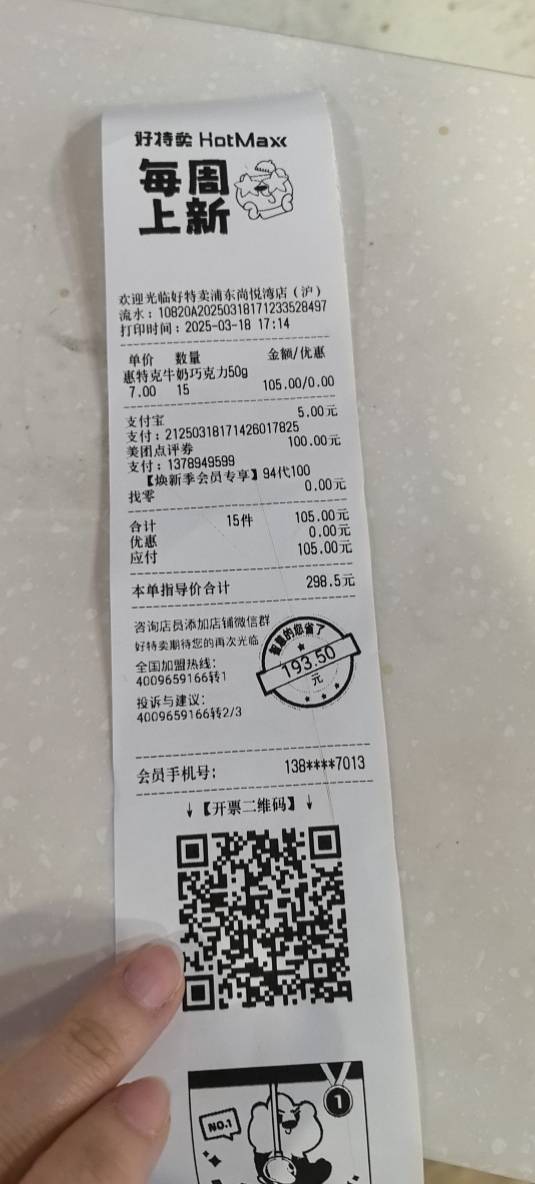 好特卖 HotMaxx
每周
上新
欢迎光临好特卖浦东尚悦湾店（沪）
流水：10820A20250318171233528497
打印时间：2025-03-18 17:14
单价 数量 金额/优惠
惠特克牛奶巧克力50g
7.00 15 105.00/0.00
支付宝 5.00元
支付：21250318171426017825
美团点评券 100.00元
支付：1378949599
【焕新季会员专享】94代100
找零 0.00元
合计 15件 105.00元
优惠 0.00元
应付 105.00元
本单指导价合计 298.5元
咨询店员添加店铺微信群
好特卖期待您的再次光临
全国加盟热线：
4009659166转1
投诉与建议：
4009659166转2/3
智慧的您省了
193.50
元
会员手机号： 138****7013
↓【开票二维码】↓
NO.1
1